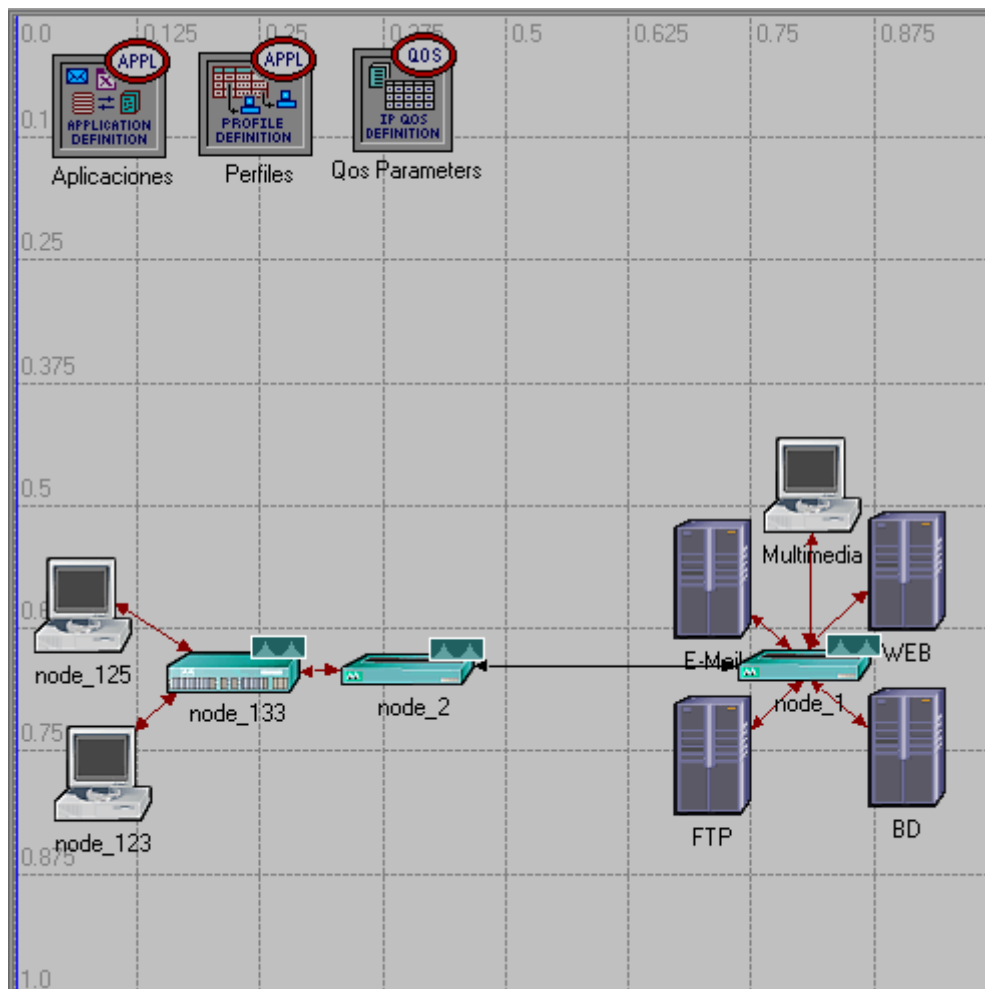 0.0 0.125 0.25 0.375 0.5 0.625 0.75 0.875
APPL APPL QOS
APPLICATION
DEFINITION
PROFILE
DEFINITION
IP QOS
DEFINITION
0.1
Aplicaciones Perfiles Qos Parameters
0.25
0.375
0.5
Multimedia
0.6
E-Mail WEB
node_125
node_133 node_2 node_1
0.75
FTP BD
node_123
0.875
1.0